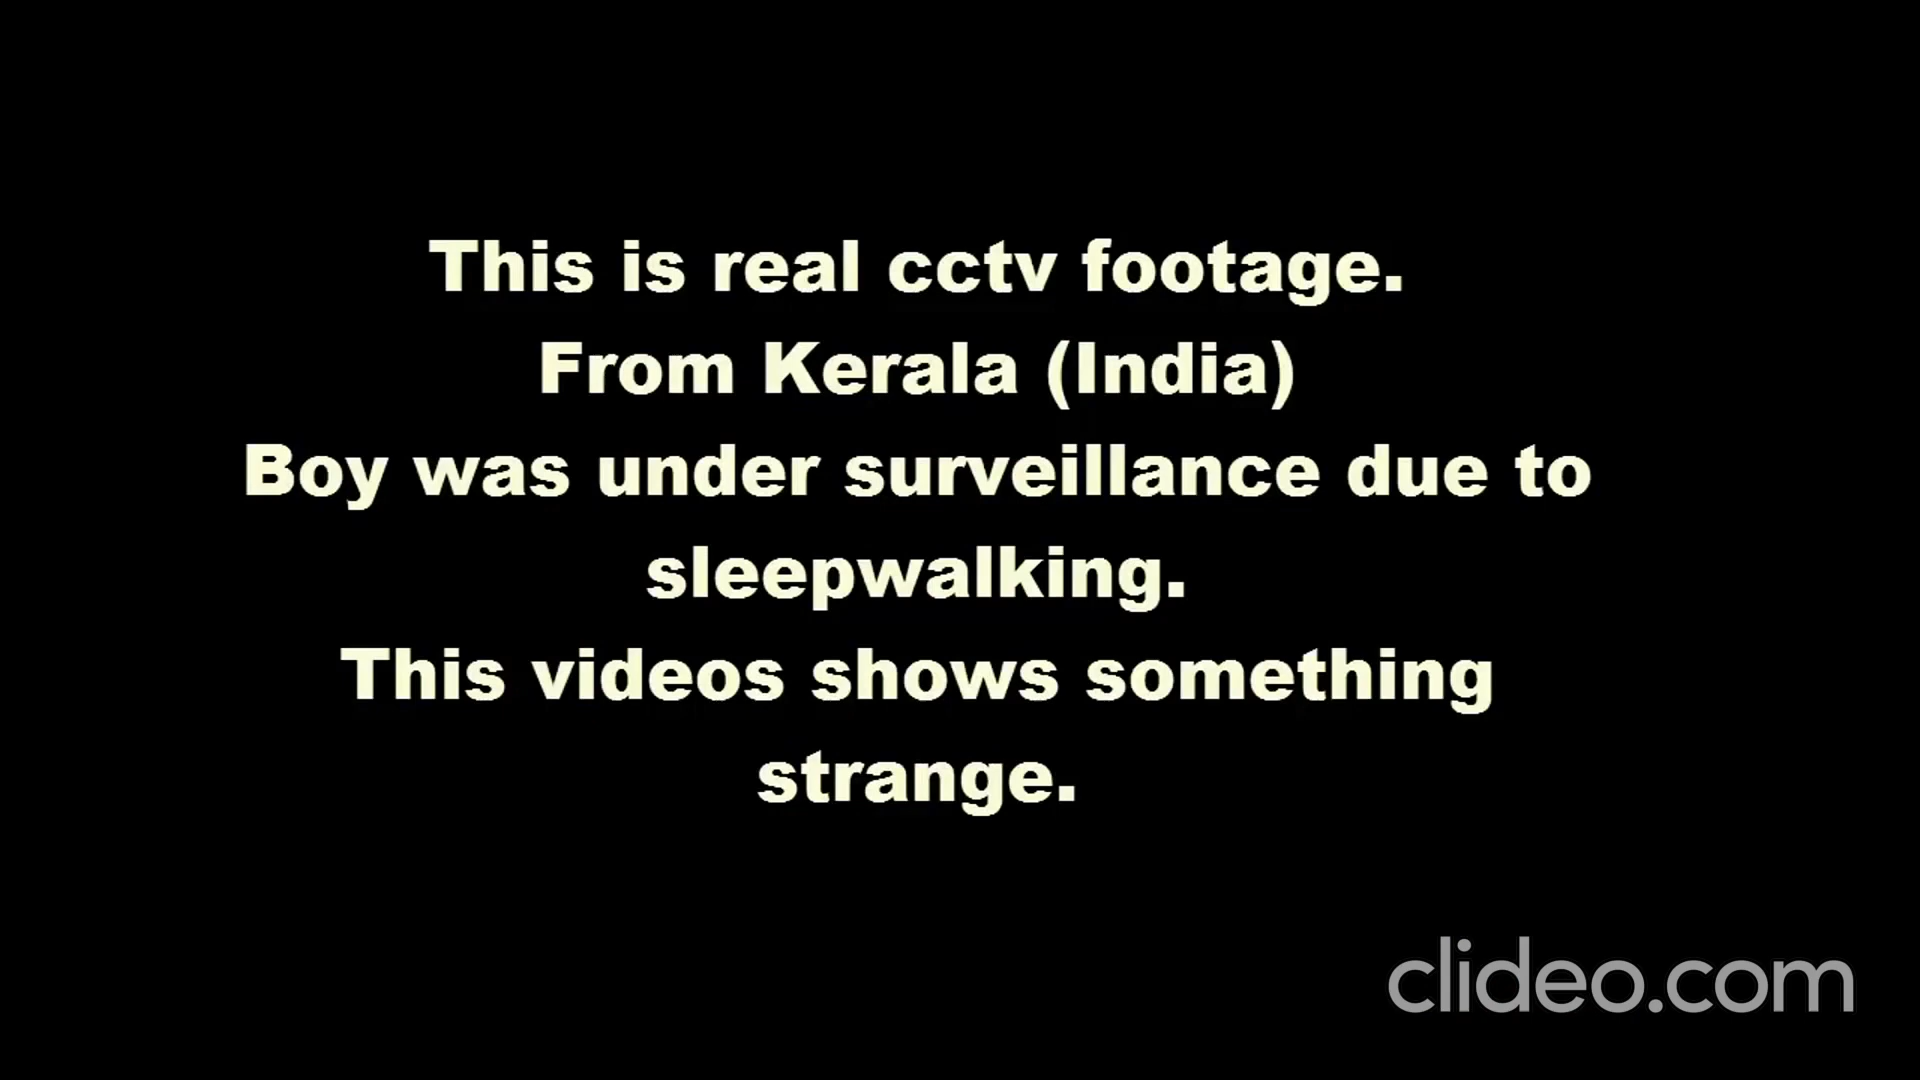 This is real cctv footage.
From Kerala (India)
Boy was under surveillance due to
sleepwalking.
This videos shows something
strange.
clideo.com